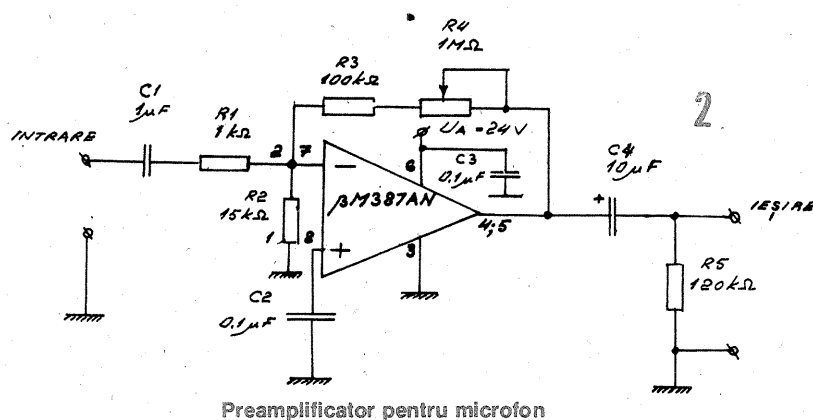 R4
1MΩ
R3
100kΩ
C1
1µF
R1
1kΩ
INTRARE
2
UA = 24V
C4
10µF
2 7
6
C3
0.1µF
R2
15kΩ
βM387AN
IEȘIRE
4;5
1 8
3
R5
120kΩ
C2
0.1µF
Preamplificator pentru microfon